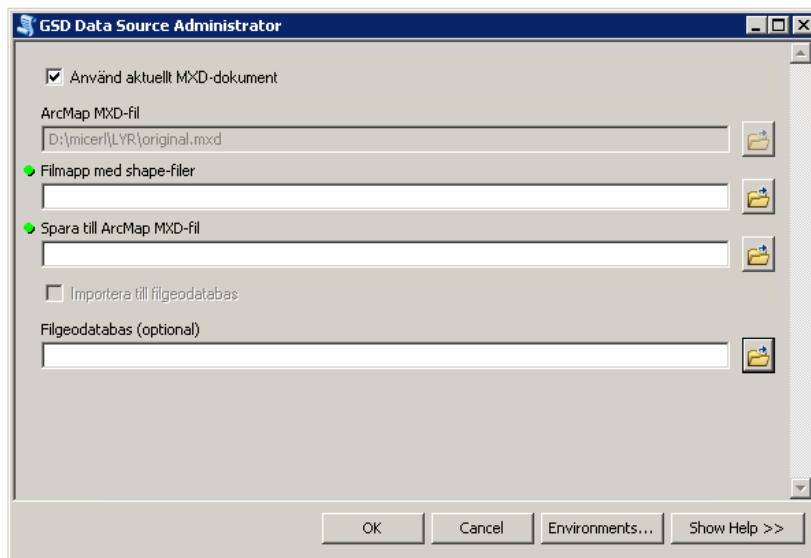 GSD Data Source Administrator
Använd aktuellt MXD-dokument
ArcMap MXD-fil
D:\micerl\LYR\original.mxd
Filmapp med shape-filer
Spara till ArcMap MXD-fil
Importera till filgeodatabas
Filgeodatabas (optional)
OK Cancel Environments... Show Help >>